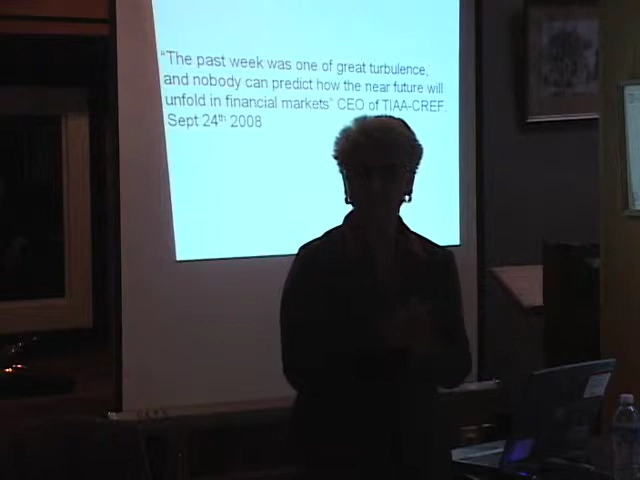 “The past week was one of great turbulence,
and nobody can predict how the near future will
unfold in financial markets” CEO of TIAA-CREF.
Sept 24th 2008